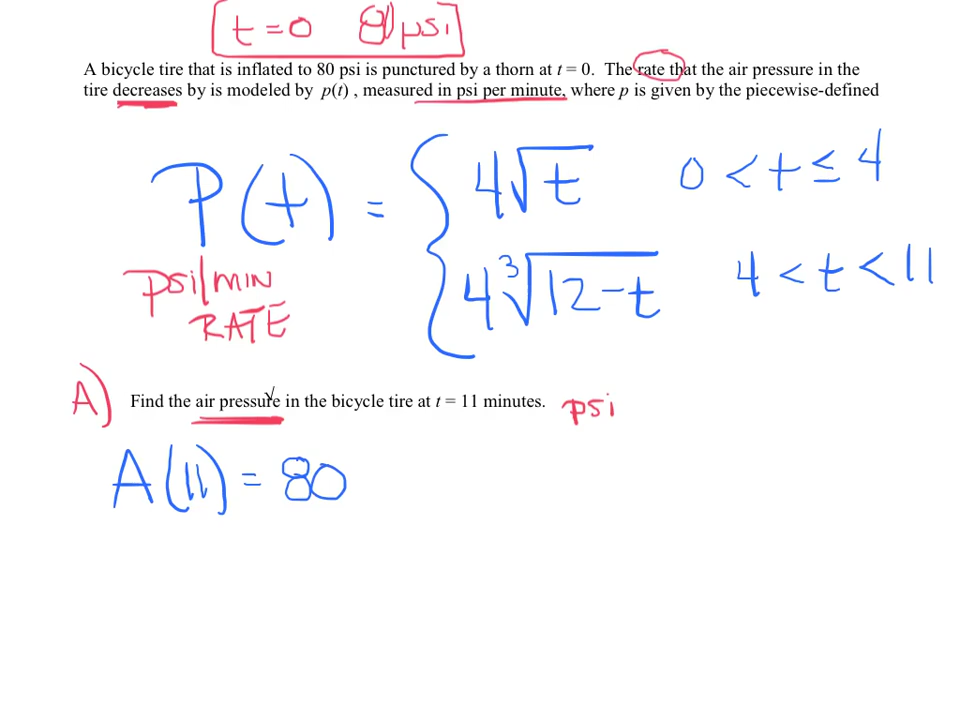 t = 0 80 psi
A bicycle tire that is inflated to 80 psi is punctured by a thorn at t = 0. The rate that the air pressure in the
tire decreases by is modeled by p(t) , measured in psi per minute, where p is given by the piecewise-defined
P(t) = { 4√t 0 < t ≤ 4
4∛12-t 4 < t < 11
psi/MIN
RATE
A) Find the air pressure in the bicycle tire at t = 11 minutes. psi
A(11) = 80